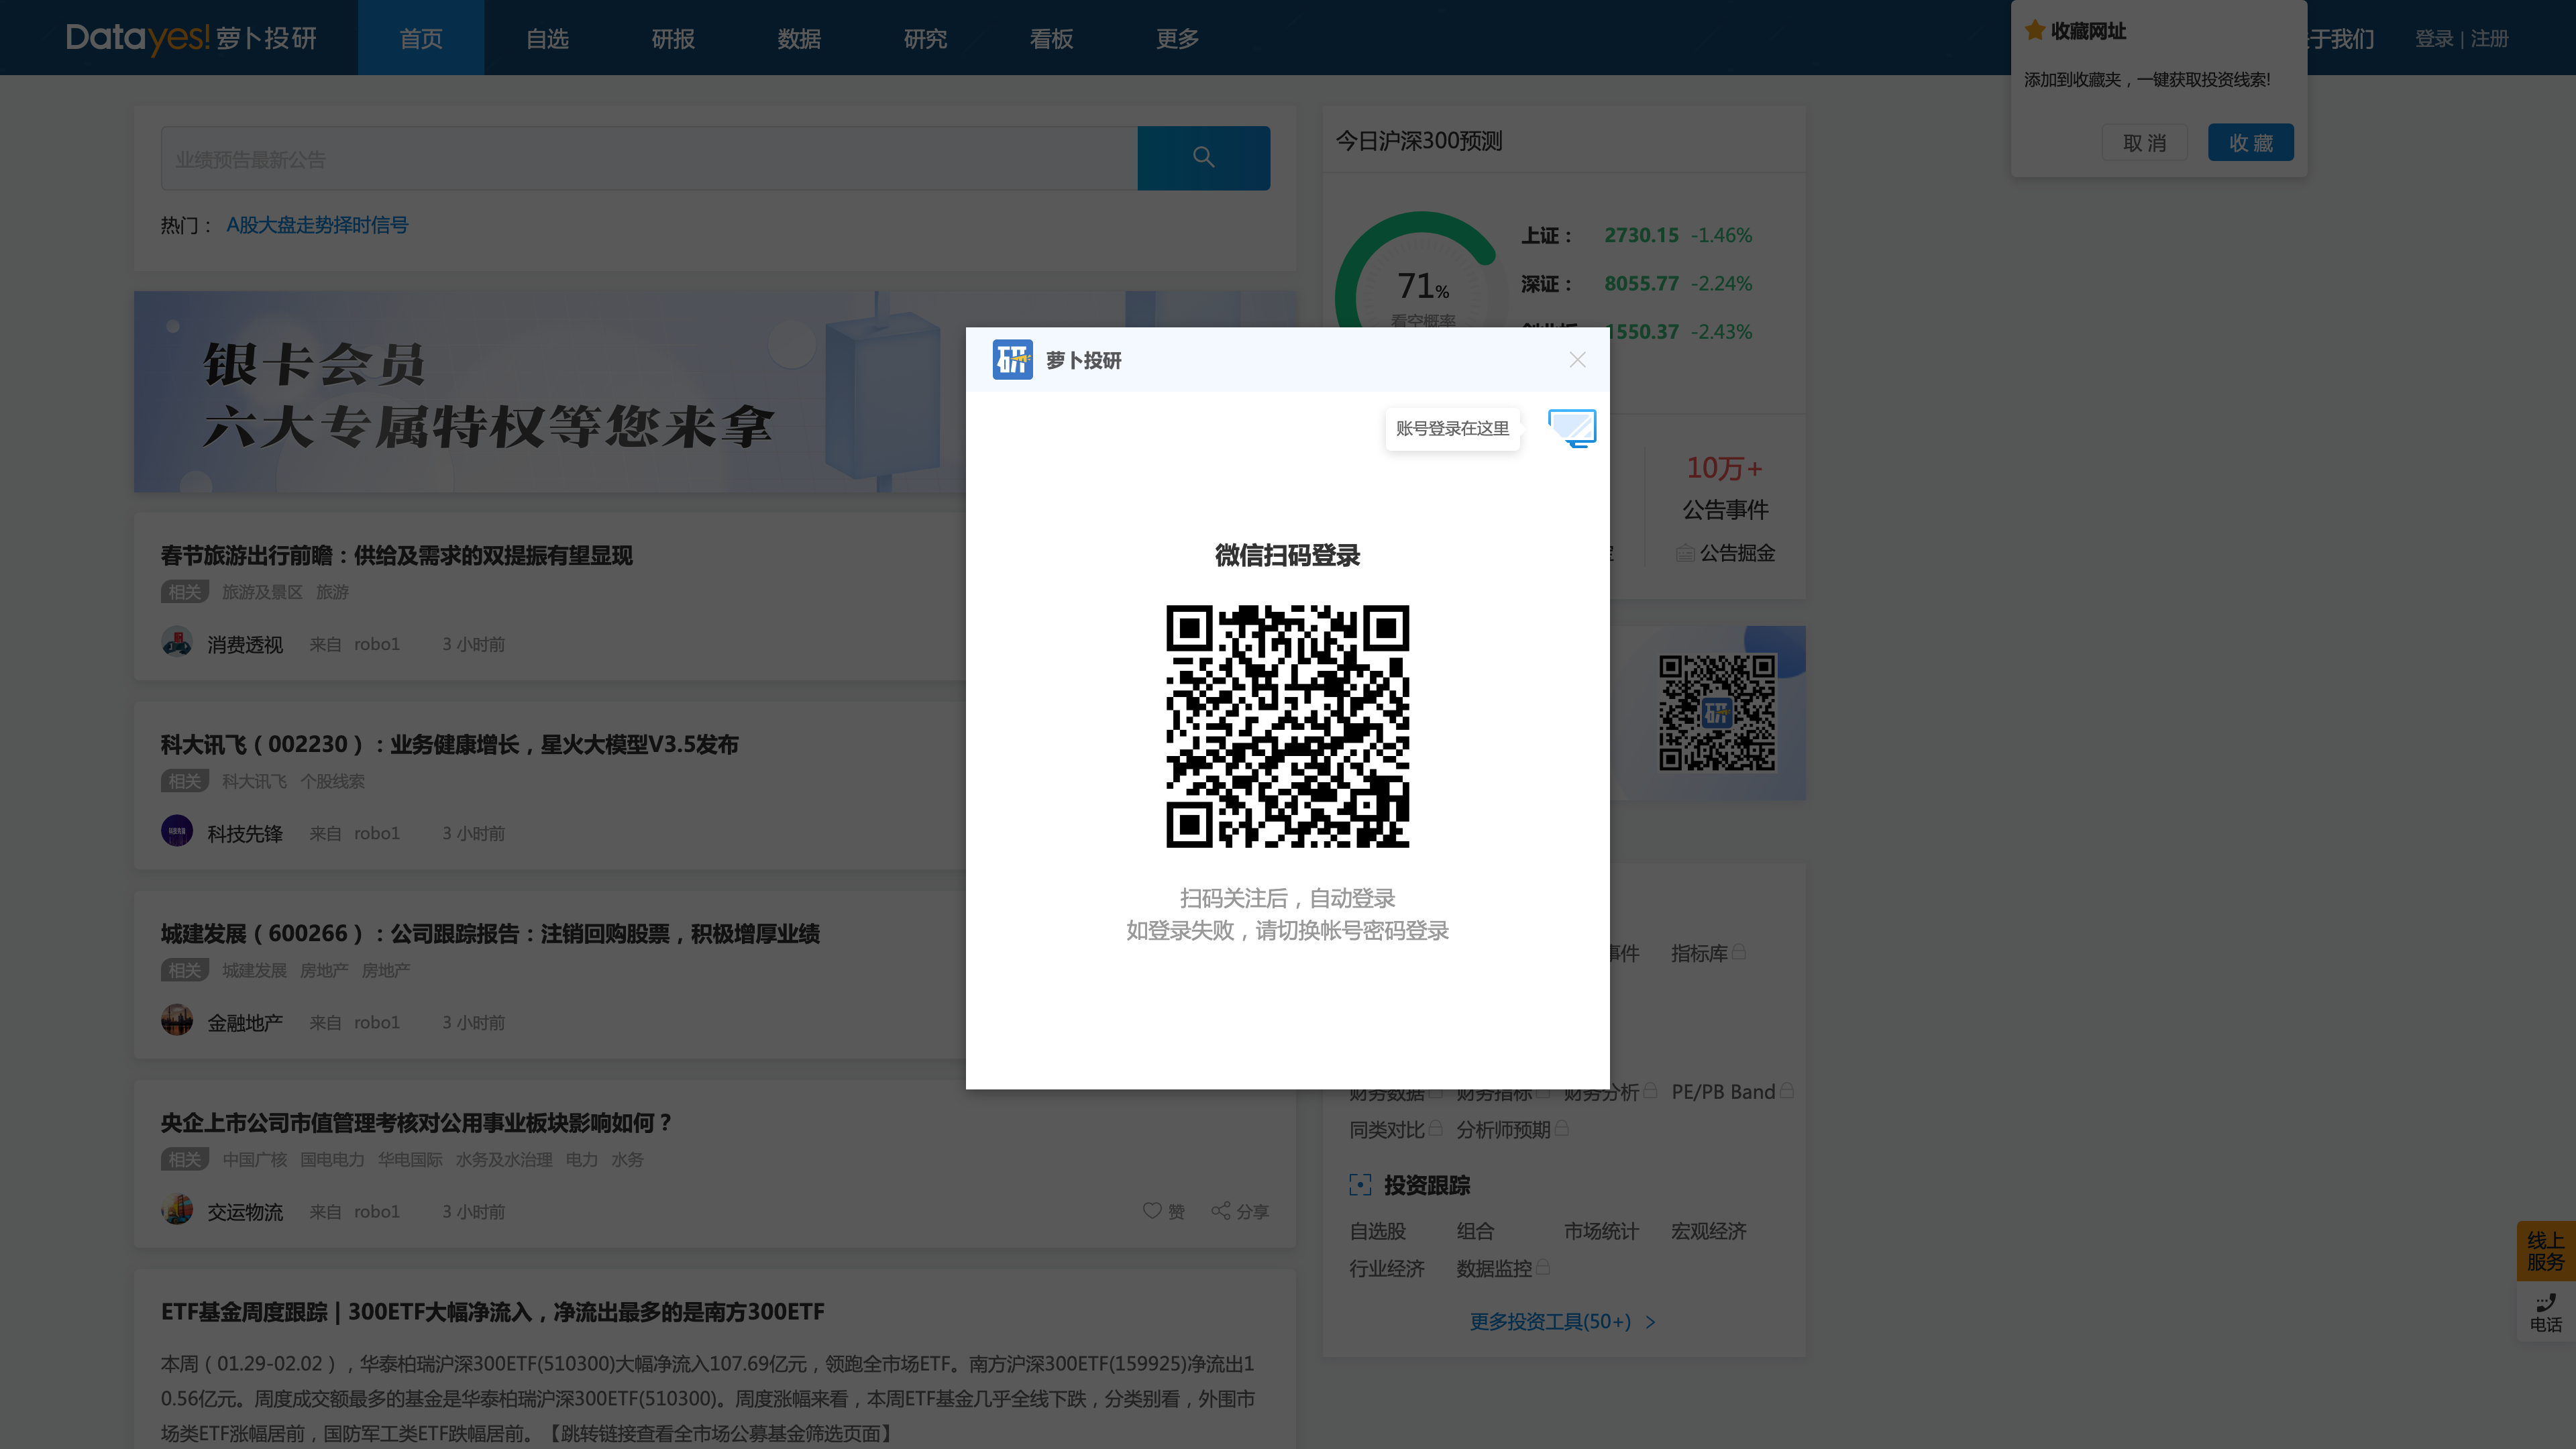 Datayes! 萝卜投研
首页
自选
研报
数据
研究
看板
更多
于我们
登录 | 注册
收藏网址
添加到收藏夹，一键获取投资线索!
取 消
收 藏
业绩预告最新公告
热门：
A股大盘走势择时信号
今日沪深300预测
71%
看空概率
上证：
2730.15 -1.46%
深证：
8055.77 -2.24%
1550.37 -2.43%
银卡会员
六大专属特权等您来拿
10万+
公告事件
公告掘金
研 萝卜投研
账号登录在这里
微信扫码登录
扫码关注后，自动登录
如登录失败，请切换帐号密码登录
春节旅游出行前瞻：供给及需求的双提振有望显现
相关 旅游及景区 旅游
消费透视 来自 robo1 3 小时前
科大讯飞（002230）：业务健康增长，星火大模型V3.5发布
相关 科大讯飞 个股线索
科技先锋 来自 robo1 3 小时前
城建发展（600266）：公司跟踪报告：注销回购股票，积极增厚业绩
相关 城建发展 房地产 房地产
金融地产 来自 robo1 3 小时前
央企上市公司市值管理考核对公用事业板块影响如何？
相关 中国广核 国电电力 华电国际 水务及水治理 电力 水务
交运物流 来自 robo1 3 小时前
赞
分享
ETF基金周度跟踪 | 300ETF大幅净流入，净流出最多的是南方300ETF
本周（01.29-02.02），华泰柏瑞沪深300ETF(510300)大幅净流入107.69亿元，领跑全市场ETF。南方沪深300ETF(159925)净流出1
0.56亿元。周度成交额最多的基金是华泰柏瑞沪深300ETF(510300)。周度涨幅来看，本周ETF基金几乎全线下跌，分类别看，外围市
场类ETF涨幅居前，国防军工类ETF跌幅居前。【跳转链接查看全市场公募基金筛选页面】
研
事件 指标库
财务数据 财务指标 财务分析 PE/PB Band
同类对比 分析师预期
投资跟踪
自选股 组合 市场统计 宏观经济
行业经济 数据监控
更多投资工具(50+)
线上
服务
电话